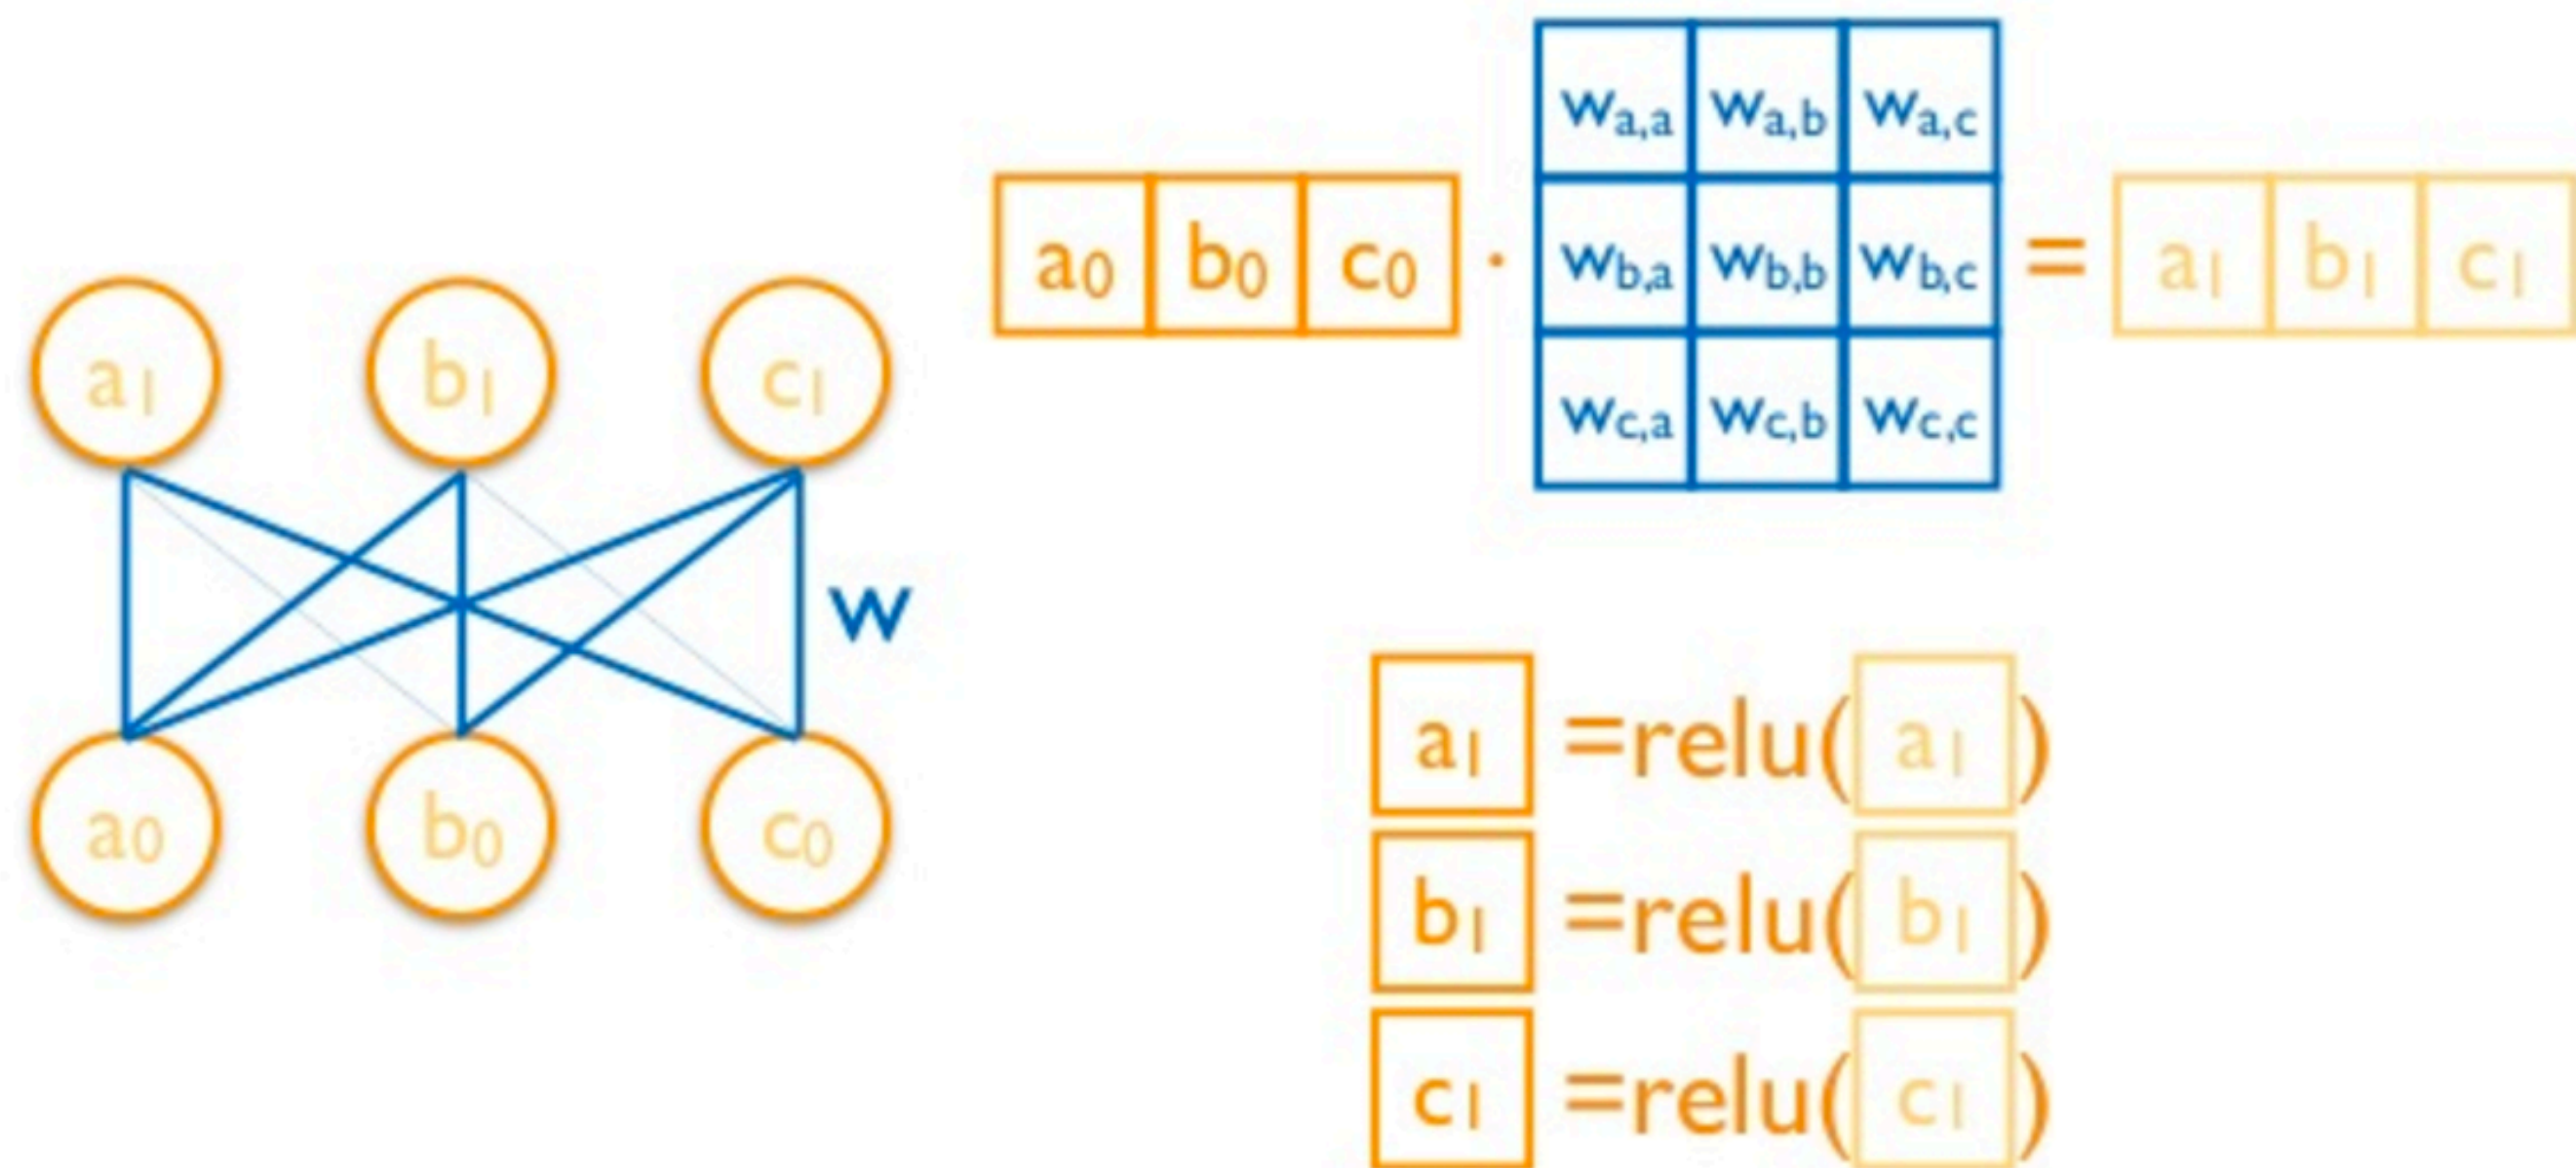 a1 b1 c1
w
a0 b0 c0
a0 b0 c0 · wa,a wa,b wa,c = a1 b1 c1
wb,a wb,b wb,c
wc,a wc,b wc,c
a1 =relu( a1 )
b1 =relu( b1 )
c1 =relu( c1 )